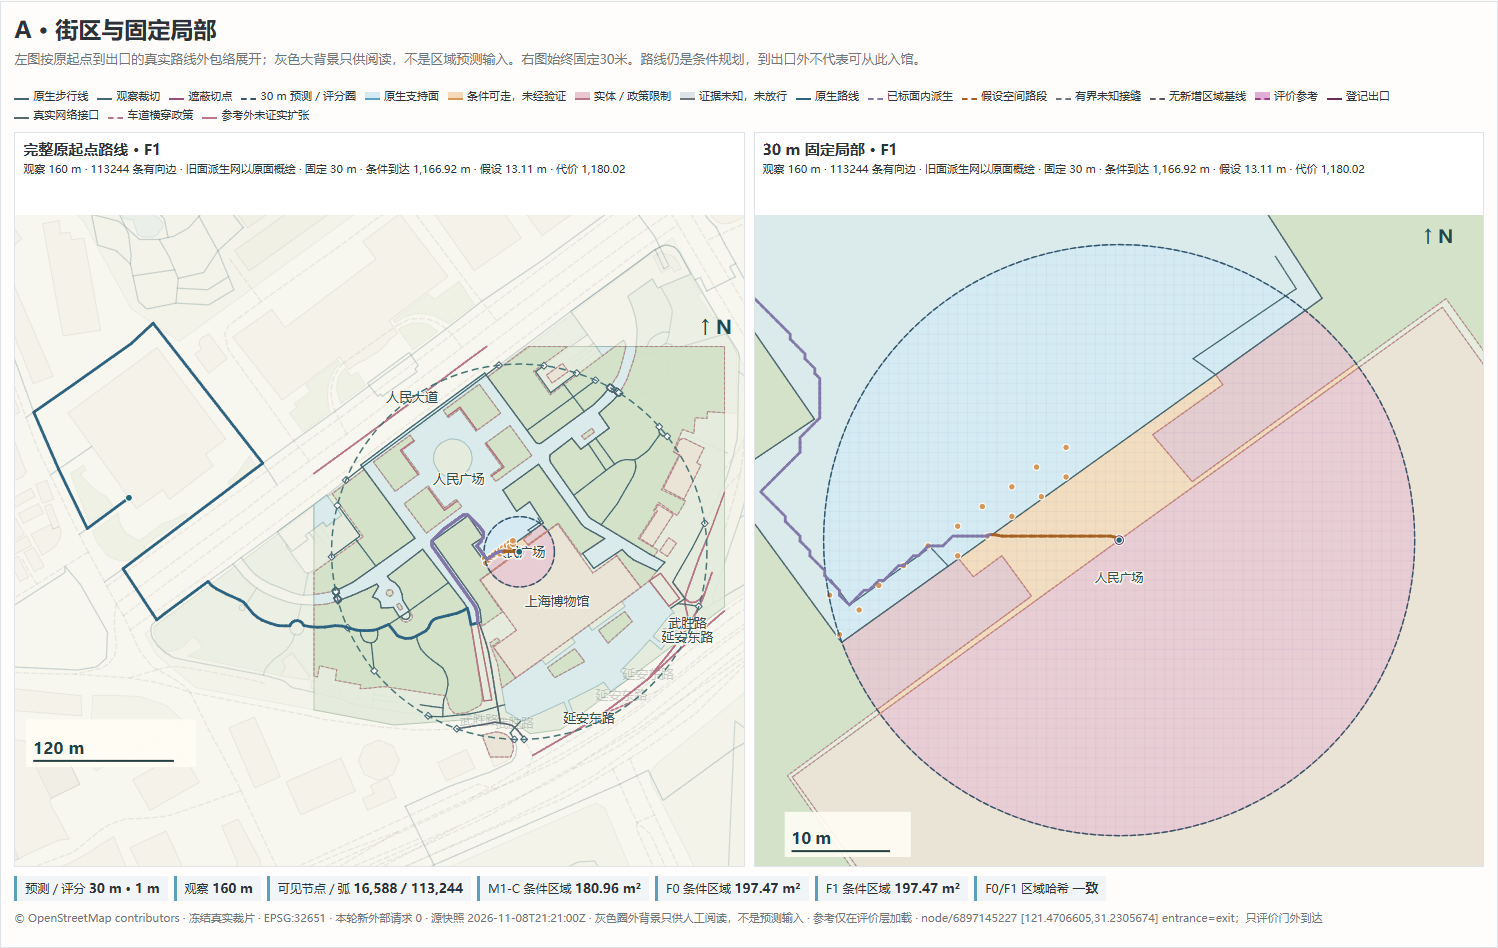 A • 街区与固定局部
左图按原起点到出口的真实路线外包络展开；灰色大背景只供阅读，不是区域预测输入。右图始终固定30米。路线仍是条件规划，到出口外不代表可从此入馆。
原生步行线 观察裁切 遮蔽切点 30 m 预测 / 评分圈 原生支持面 条件可走，未经验证 实体 / 政策限制 证据未知，未放行 原生路线 已标面内派生 假设空间路段 有界未知接缝 无新增区域基线 评价参考 登记出口
真实网络接口 车道横穿政策 参考外未证实扩张
完整原起点路线 • F1
观察 160 m · 113244 条有向边 · 旧面派生网以原面概绘 · 固定 30 m · 条件到达 1,166.92 m · 假设 13.11 m · 代价 1,180.02
↑ N
人民大道
人民广场
民广场
上海博物馆
武胜路
延安东路
延安东路
延安东路
延安东路
120 m
30 m 固定局部 • F1
观察 160 m · 113244 条有向边 · 旧面派生网以原面概绘 · 固定 30 m · 条件到达 1,166.92 m · 假设 13.11 m · 代价 1,180.02
↑ N
人民广场
10 m
预测 / 评分 30 m • 1 m
观察 160 m
可见节点 / 弧 16,588 / 113,244
M1-C 条件区域 180.96 m²
F0 条件区域 197.47 m²
F1 条件区域 197.47 m²
F0/F1 区域哈希 一致
© OpenStreetMap contributors · 冻结真实裁片 · EPSG:32651 · 本轮新外部请求 0 · 源快照 2026-11-08T21:21:00Z · 灰色圈外背景只供人工阅读，不是预测输入 · 参考仅在评价层加载 · node/6897145227 [121.4706605,31.2305674] entrance=exit；只评价门外到达